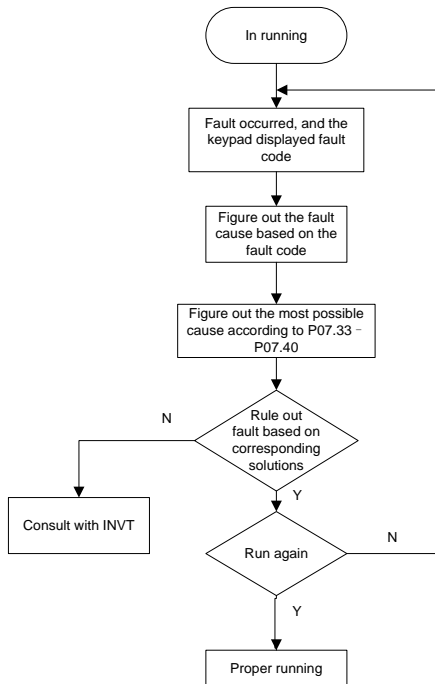 In running
Fault occurred, and the
keypad displayed fault
code
Figure out the fault
cause based on the
fault code
Figure out the most possible
cause according to P07.33–
P07.40
Rule out
fault based on
corresponding
solutions
N
Y
Consult with INVT
Run again
N
Y
Proper running